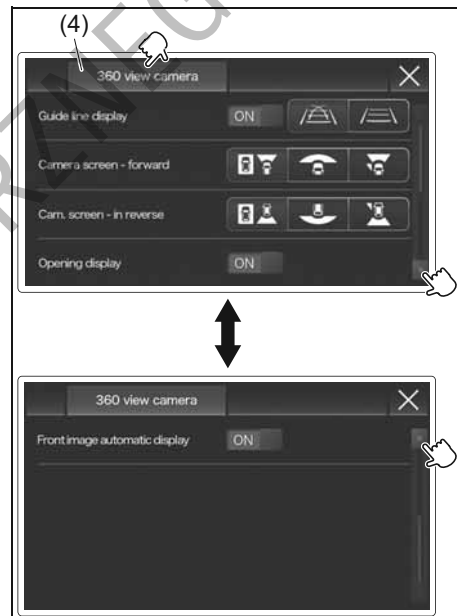 (4)
360 view camera
Guide line display ON
Camera screen - forward
Cam. screen - in reverse
Opening display ON
360 view camera
Front image automatic display ON